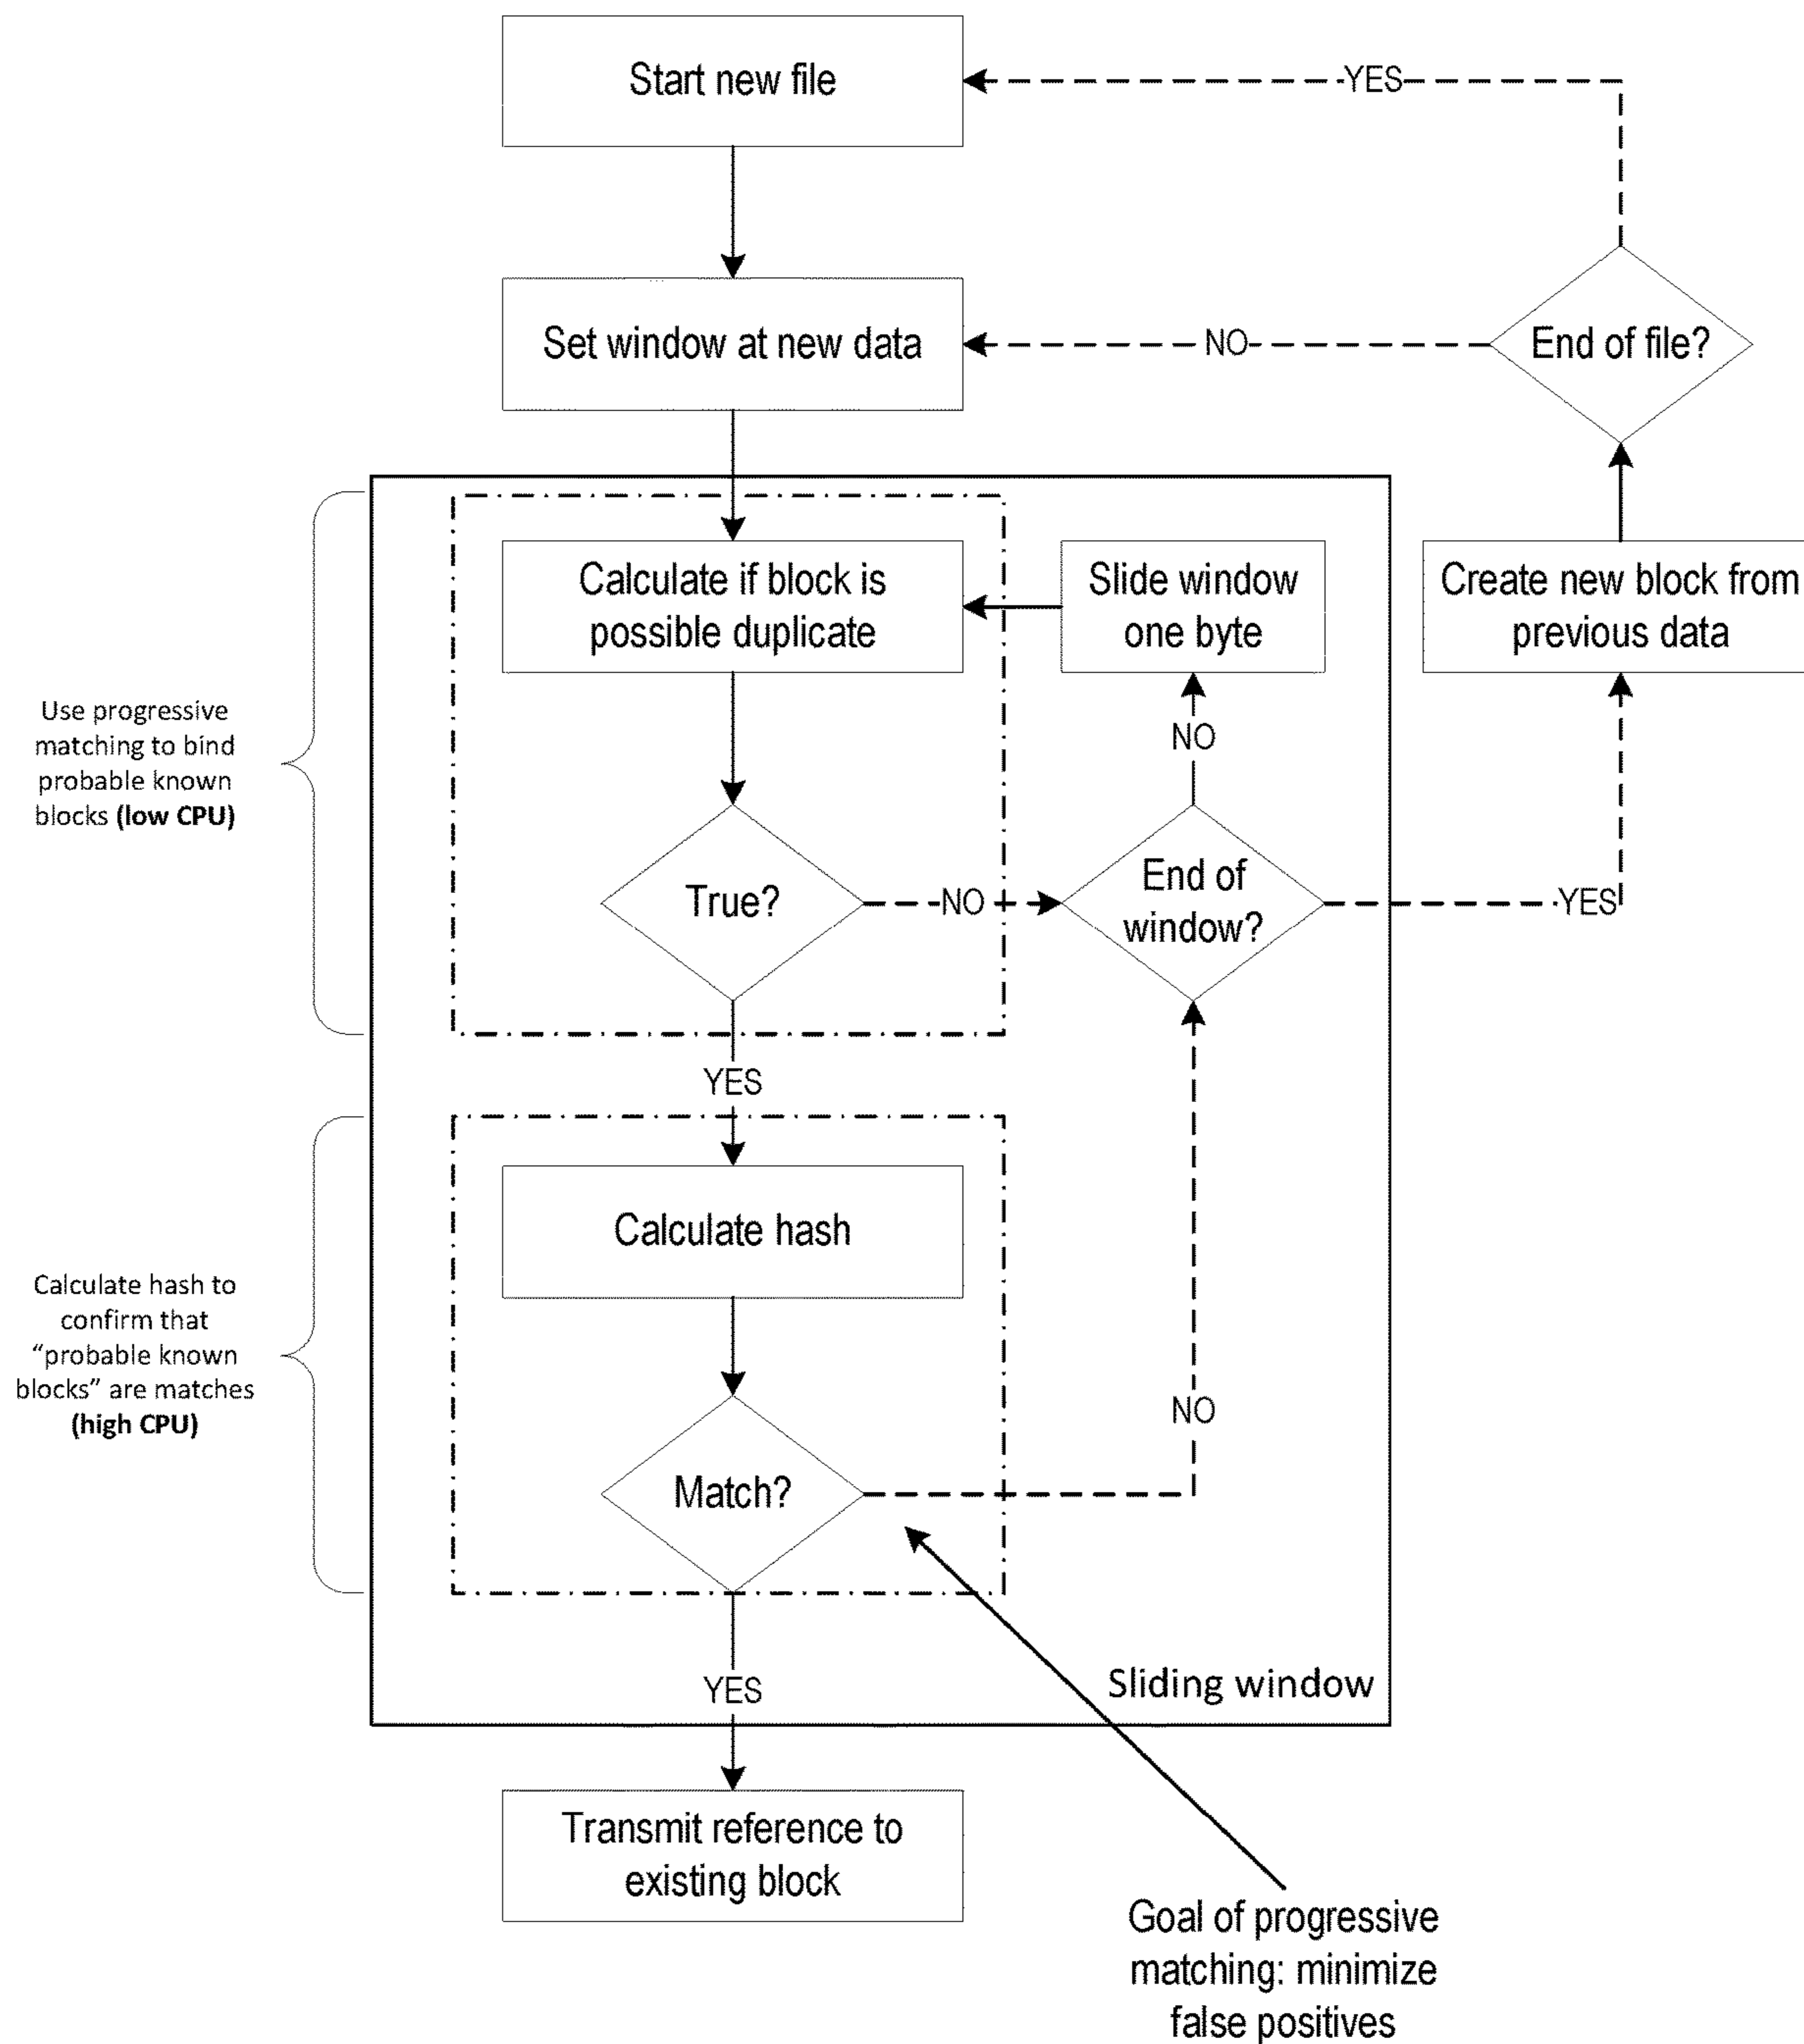 Start new file
YES
Set window at new data
NO
End of file?
Calculate if block is
possible duplicate
Slide window
one byte
Create new block from
previous data
Use progressive
matching to bind
probable known
blocks (low CPU)
NO
True?
NO
End of
window?
YES
YES
Calculate hash
Calculate hash to
confirm that
“probable known
blocks” are matches
(high CPU)
NO
Match?
YES
Sliding window
Transmit reference to
existing block
Goal of progressive
matching: minimize
false positives